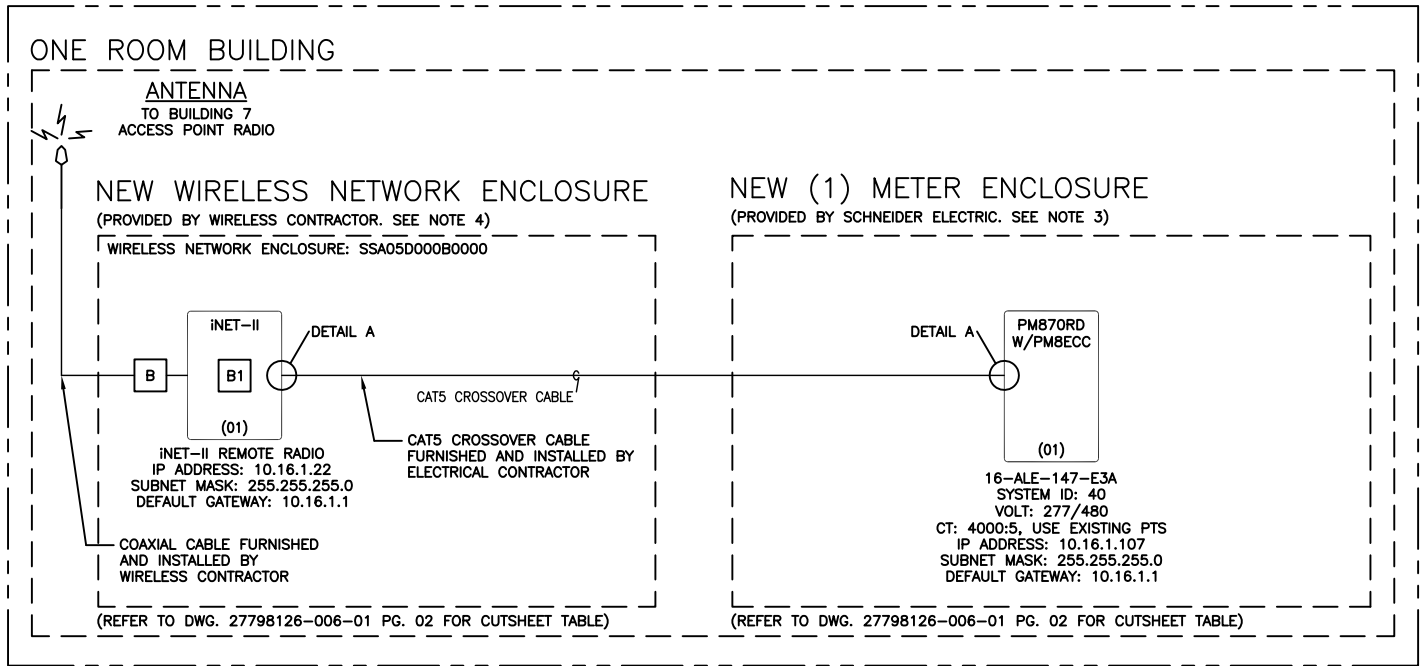 ONE ROOM BUILDING
ANTENNA
TO BUILDING 7
ACCESS POINT RADIO
NEW WIRELESS NETWORK ENCLOSURE
(PROVIDED BY WIRELESS CONTRACTOR. SEE NOTE 4)
WIRELESS NETWORK ENCLOSURE: SSA05D000B0000
B
iNET-II
B1
(01)
DETAIL A
iNET-II REMOTE RADIO
IP ADDRESS: 10.16.1.22
SUBNET MASK: 255.255.255.0
DEFAULT GATEWAY: 10.16.1.1
CAT5 CROSSOVER CABLE
CAT5 CROSSOVER CABLE
FURNISHED AND INSTALLED BY
ELECTRICAL CONTRACTOR
COAXIAL CABLE FURNISHED
AND INSTALLED BY
WIRELESS CONTRACTOR
(REFER TO DWG. 27798126-006-01 PG. 02 FOR CUTSHEET TABLE)
NEW (1) METER ENCLOSURE
(PROVIDED BY SCHNEIDER ELECTRIC. SEE NOTE 3)
DETAIL A
PM870RD
W/PM8ECC
(01)
16-ALE-147-E3A
SYSTEM ID: 40
VOLT: 277/480
CT: 4000:5, USE EXISTING PTS
IP ADDRESS: 10.16.1.107
SUBNET MASK: 255.255.255.0
DEFAULT GATEWAY: 10.16.1.1
(REFER TO DWG. 27798126-006-01 PG. 02 FOR CUTSHEET TABLE)